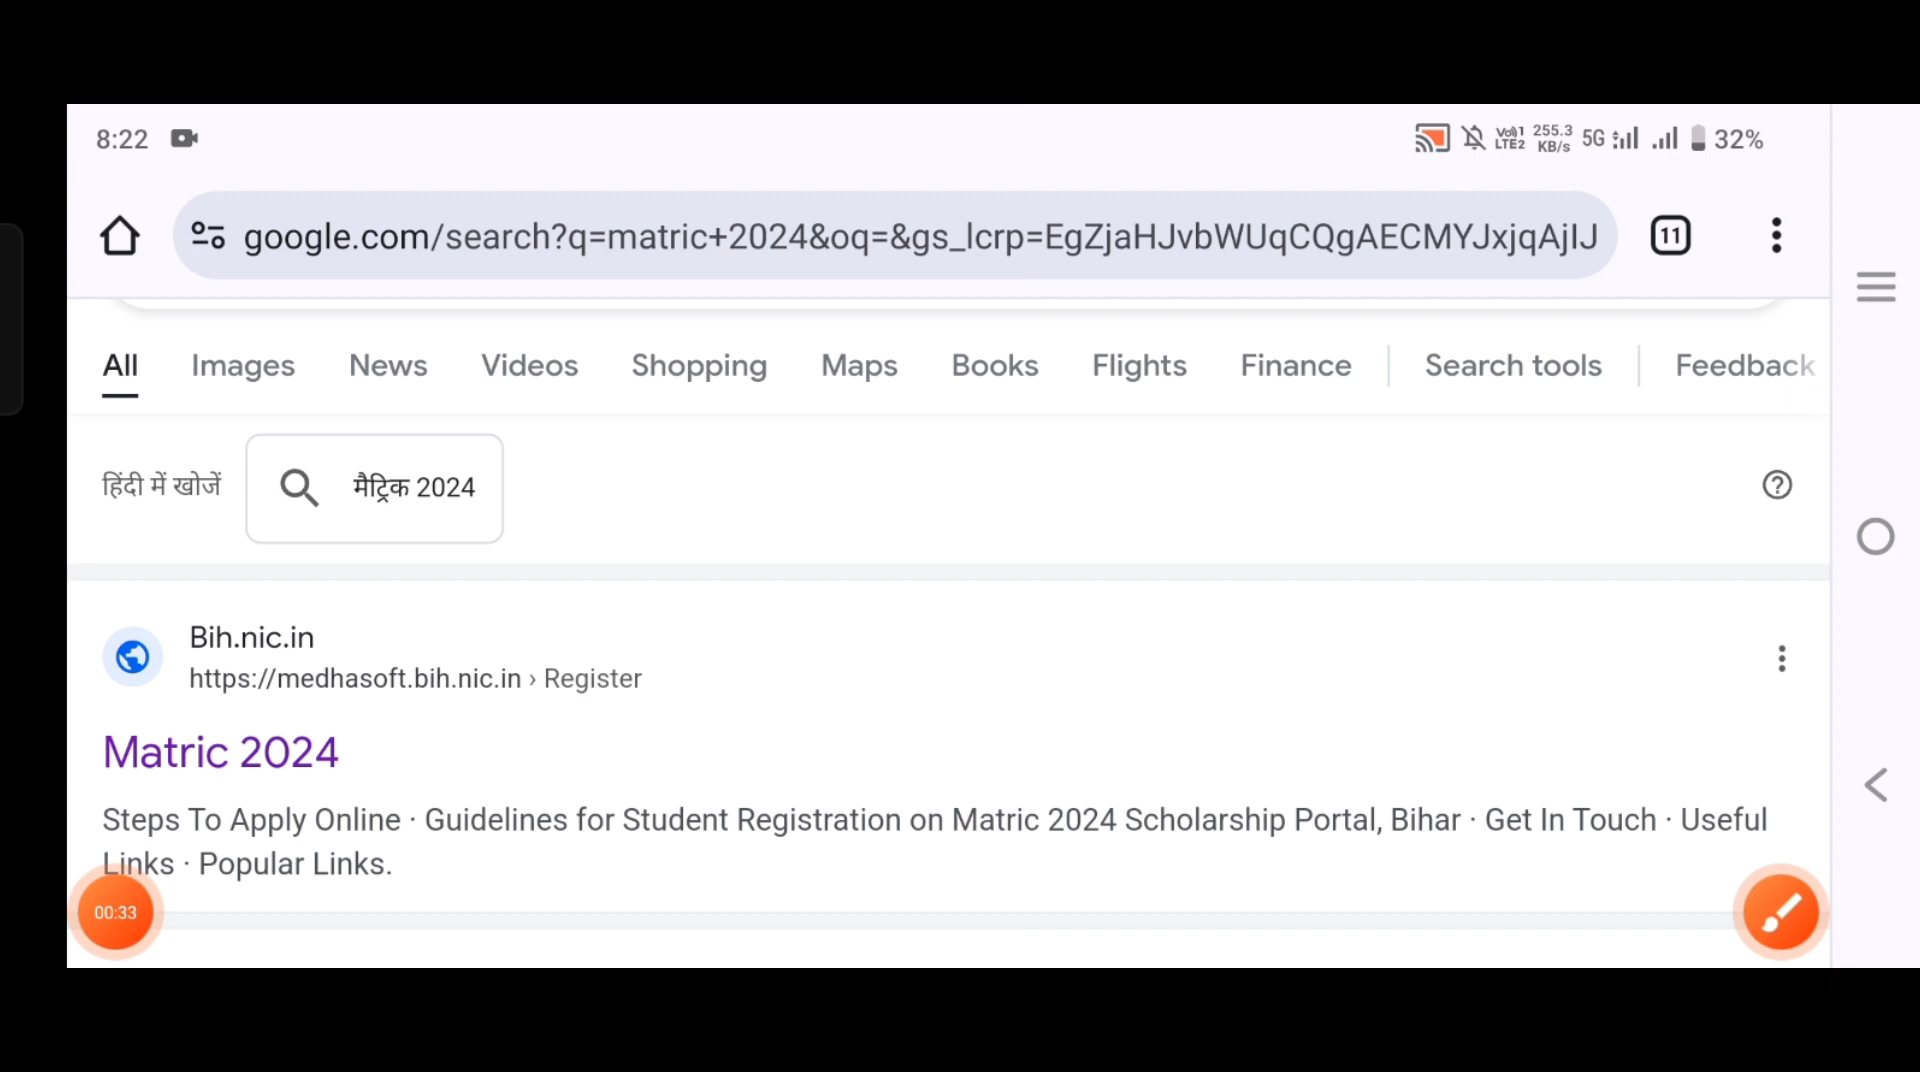 8:22 Vo))1 LTE2 255.3 KB/s 5G 32%
google.com/search?q=matric+2024&oq=&gs_lcrp=EgZjaHJvbWUqCQgAECMYJxjqAjIJ 11
All Images News Videos Shopping Maps Books Flights Finance Search tools Feedback
हिंदी में खोजें मैट्रिक 2024
Bih.nic.in
https://medhasoft.bih.nic.in › Register
Matric 2024
Steps To Apply Online · Guidelines for Student Registration on Matric 2024 Scholarship Portal, Bihar · Get In Touch · Useful
Links · Popular Links.
00:33